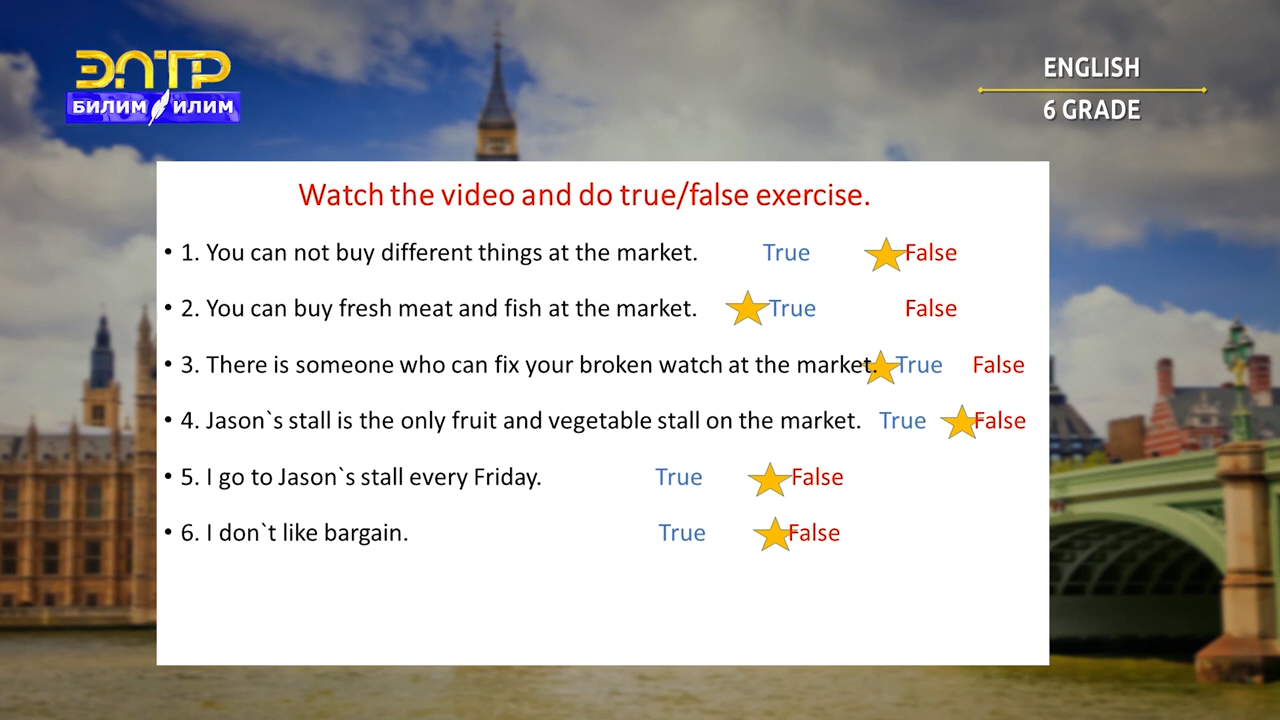 ЭЛТР
БИЛИМ ИЛИМ
ENGLISH
6 GRADE
Watch the video and do true/false exercise.
• 1. You can not buy different things at the market. True False
• 2. You can buy fresh meat and fish at the market. True False
• 3. There is someone who can fix your broken watch at the market. True False
• 4. Jason`s stall is the only fruit and vegetable stall on the market. True False
• 5. I go to Jason`s stall every Friday. True False
• 6. I don`t like bargain. True False